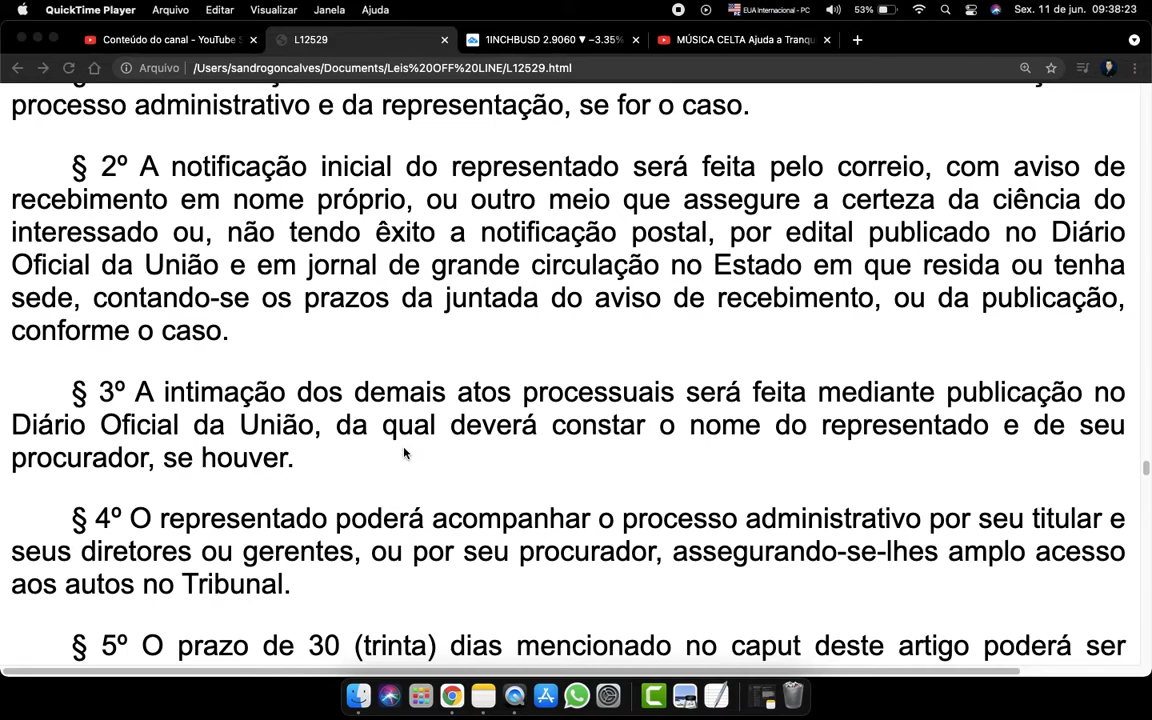 QuickTime Player Arquivo Editar Visualizar Janela Ajuda EUA Internacional - PC 53% Sex. 11 de jun. 09:38:23
Conteúdo do canal - YouTube S × L12529 × 1INCHBUSD 2.9060 ▼ −3.35% × MÚSICA CELTA Ajuda a Tranqu × +
Arquivo /Users/sandrogoncalves/Documents/Leis%20OFF%20LINE/L12529.html
processo administrativo e da representação, se for o caso.
§ 2º A notificação inicial do representado será feita pelo correio, com aviso de
recebimento em nome próprio, ou outro meio que assegure a certeza da ciência do
interessado ou, não tendo êxito a notificação postal, por edital publicado no Diário
Oficial da União e em jornal de grande circulação no Estado em que resida ou tenha
sede, contando-se os prazos da juntada do aviso de recebimento, ou da publicação,
conforme o caso.
§ 3º A intimação dos demais atos processuais será feita mediante publicação no
Diário Oficial da União, da qual deverá constar o nome do representado e de seu
procurador, se houver.
§ 4º O representado poderá acompanhar o processo administrativo por seu titular e
seus diretores ou gerentes, ou por seu procurador, assegurando-se-lhes amplo acesso
aos autos no Tribunal.
§ 5º O prazo de 30 (trinta) dias mencionado no caput deste artigo poderá ser